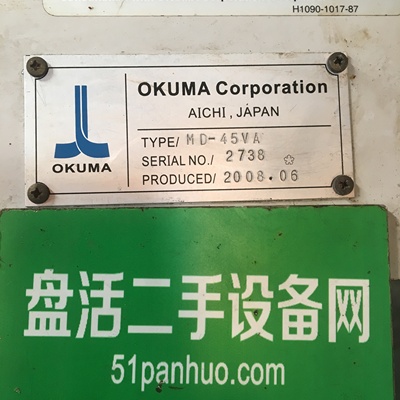 H1090-1017-87
OKUMA Corporation
AICHI, JAPAN
OKUMA
TYPE/ MD-45VA
SERIAL NO./ 2738 *
PRODUCED/ 2008.06
盘活二手设备网
51panhuo.com